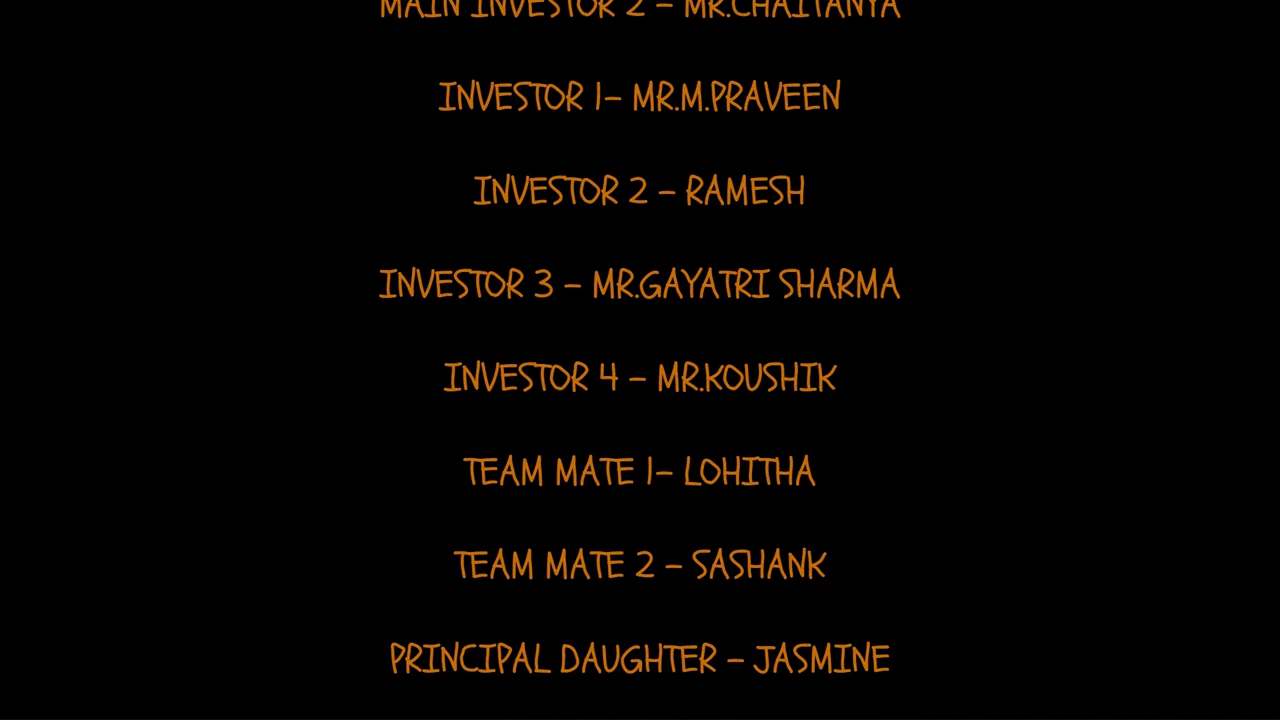 MAIN INVESTOR 2 - MR.CHAITANYA
INVESTOR 1- MR.M.PRAVEEN
INVESTOR 2 - RAMESH
INVESTOR 3 - MR.GAYATRI SHARMA
INVESTOR 4 - MR.KOUSHIK
TEAM MATE 1- LOHITHA
TEAM MATE 2 - SASHANK
PRINCIPAL DAUGHTER - JASMINE